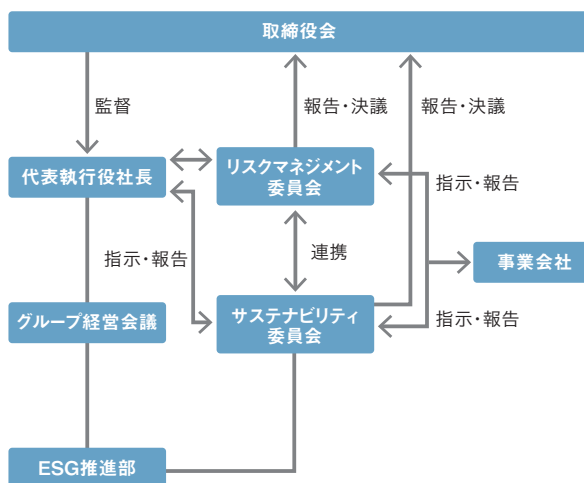 取締役会
監督
報告・決議
報告・決議
代表執行役社長
リスクマネジメント
委員会
指示・報告
指示・報告
連携
事業会社
グループ経営会議
サステナビリティ
委員会
指示・報告
ESG推進部